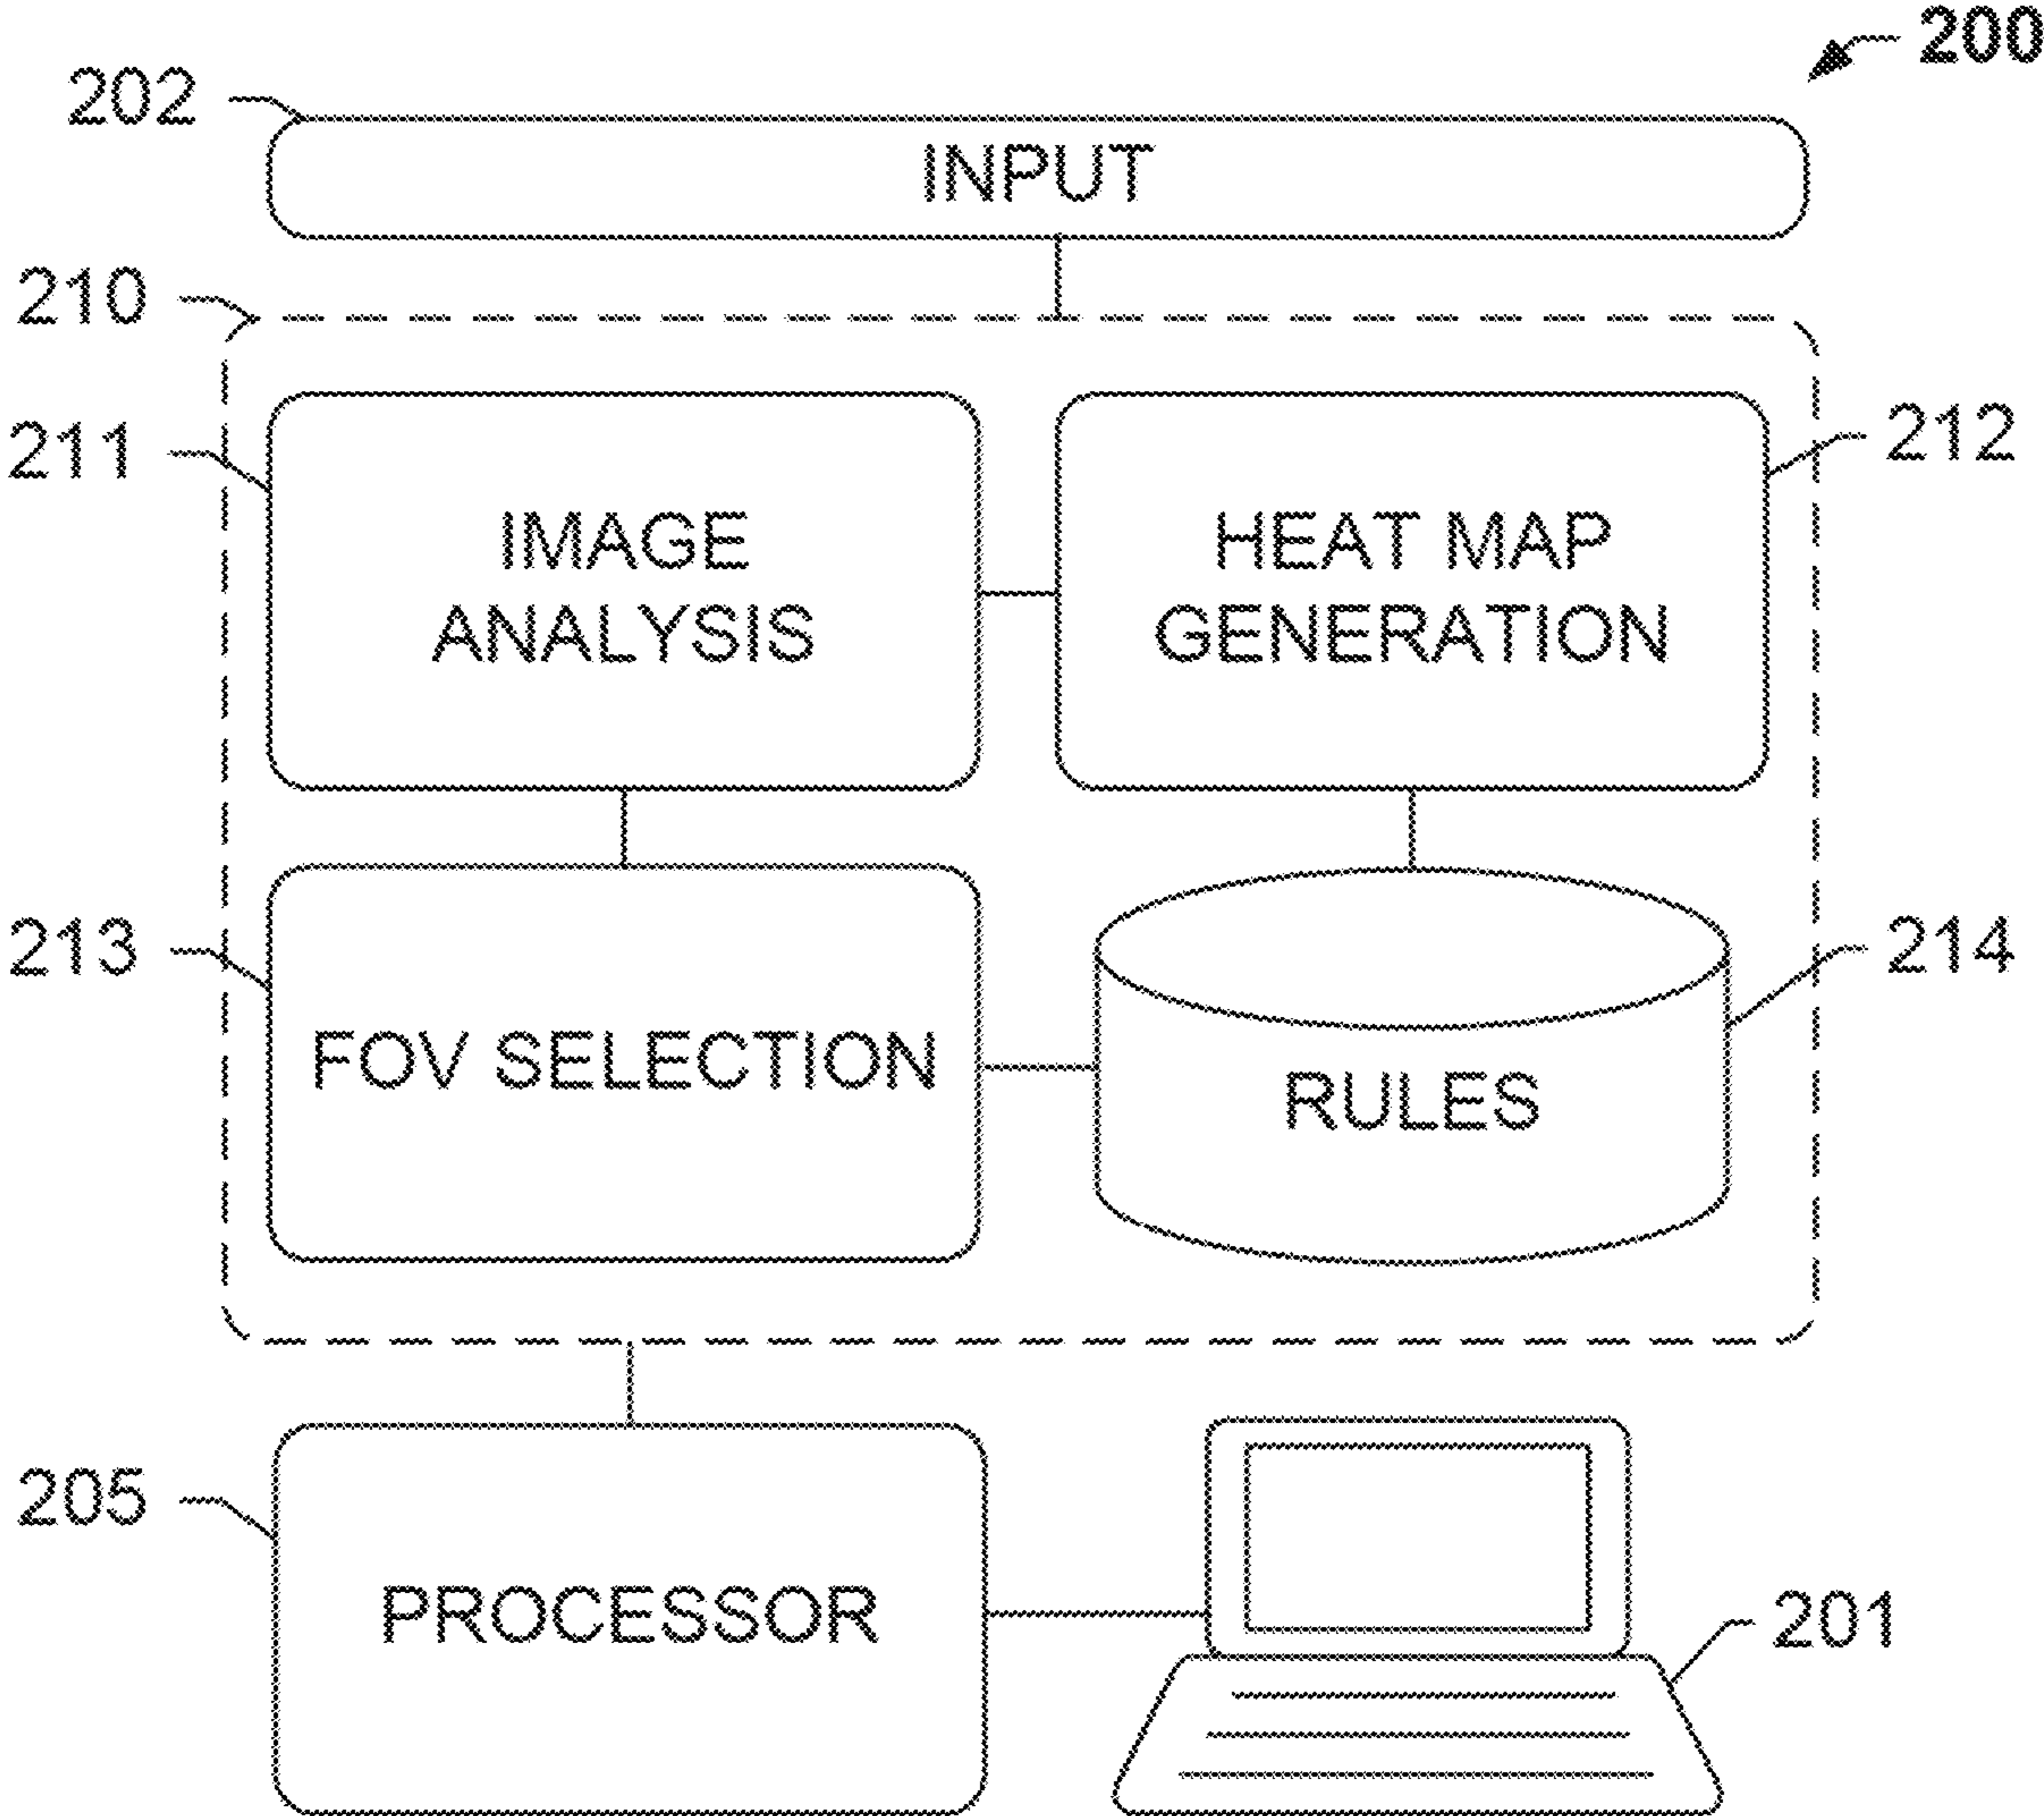 200
202
INPUT
210
211
212
IMAGE
ANALYSIS
HEAT MAP
GENERATION
213
214
FOV SELECTION
RULES
205
PROCESSOR
201